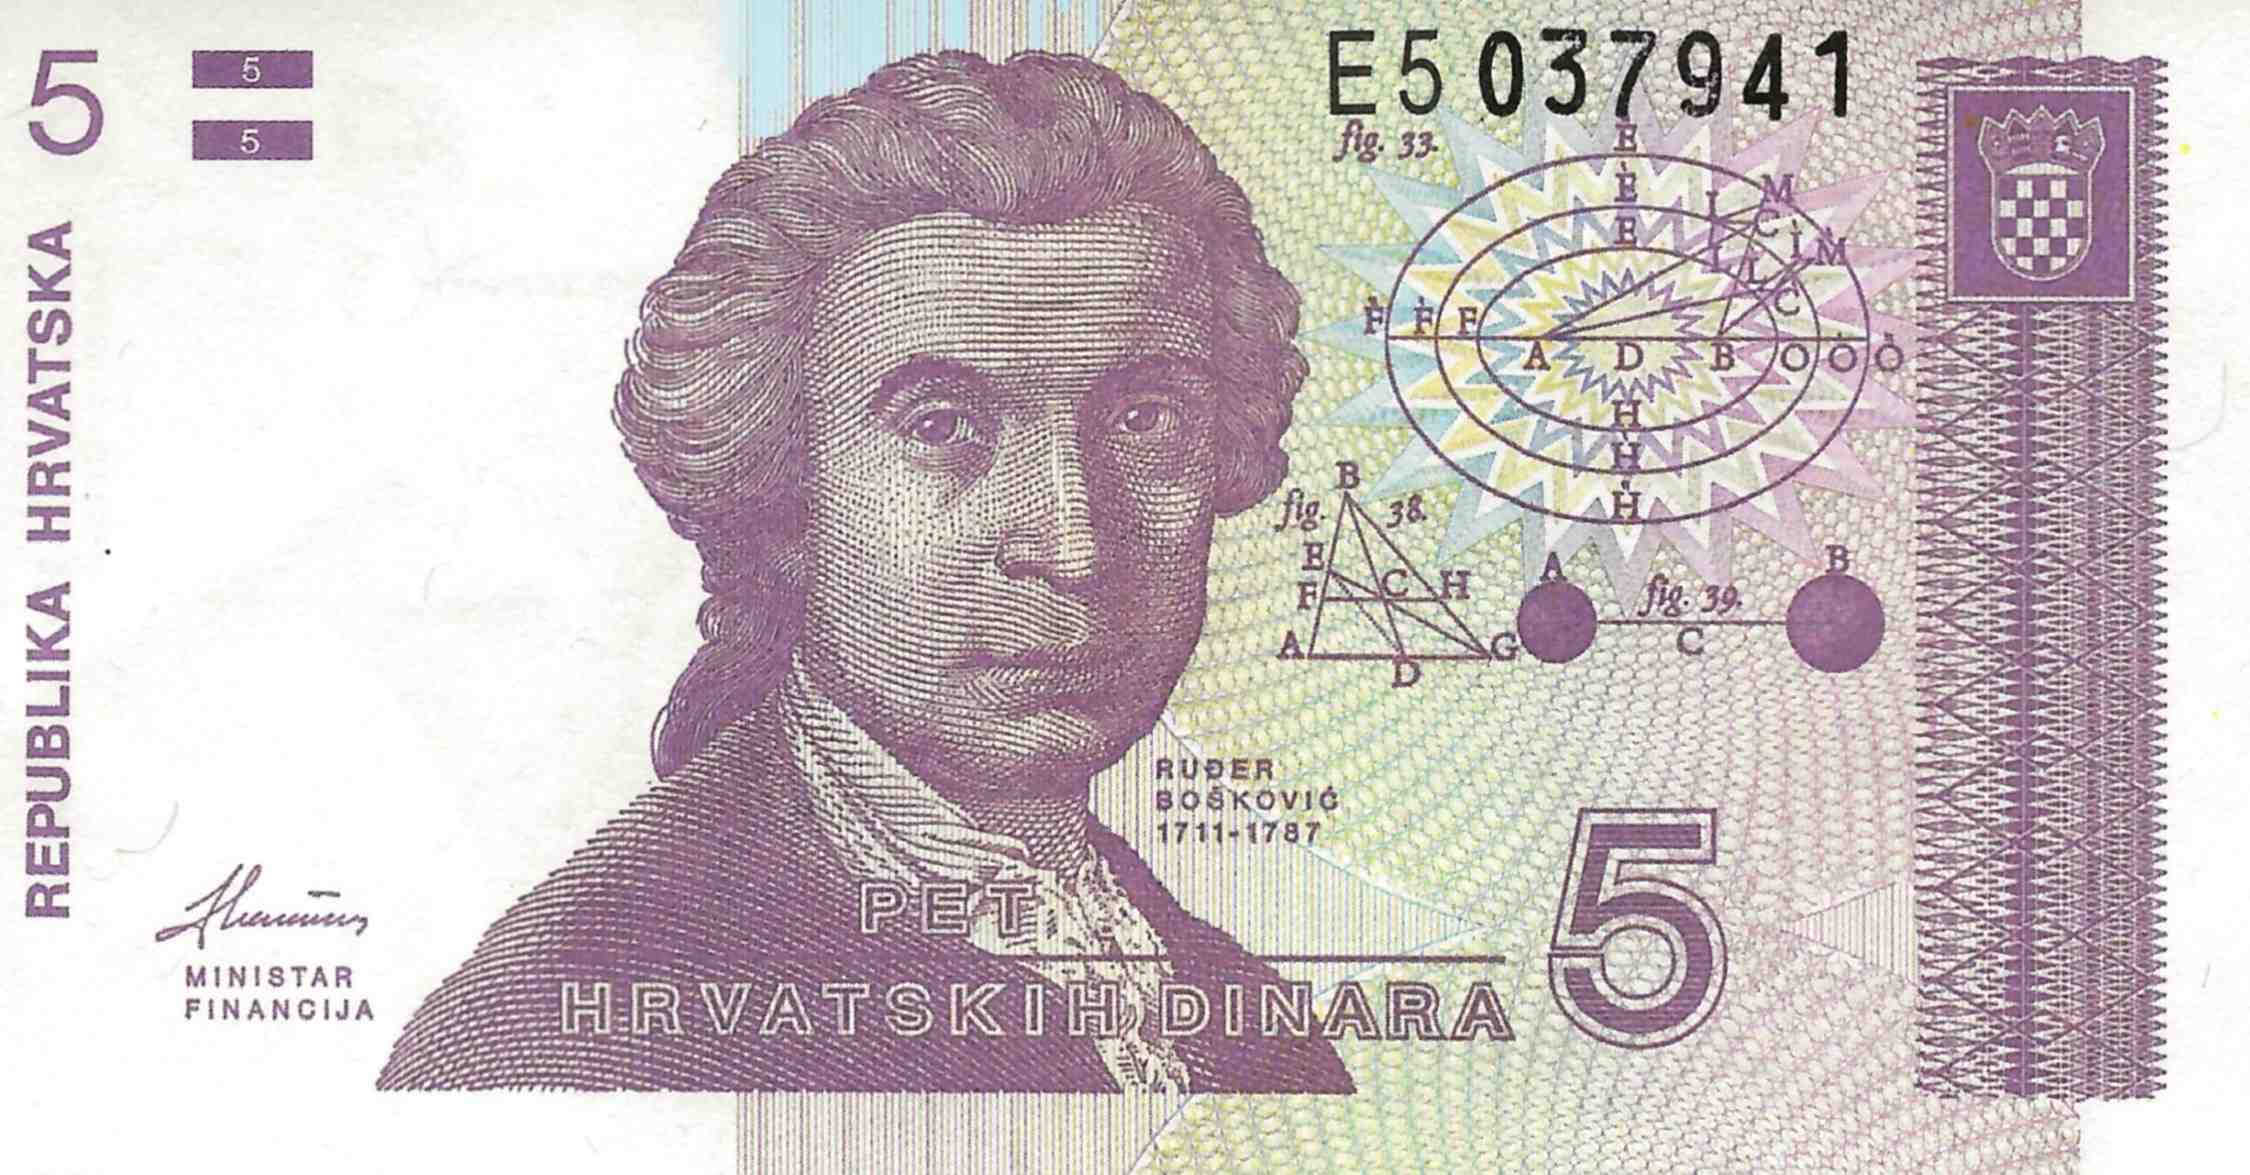 5
5
5
REPUBLIKA HRVATSKA
E5037941
fig. 33.
E
E
E
L M
C
L L M
L
C
F F F
A D B O O O
H
H
H
B
fig. 38.
E
F C H
A D G
A B
fig. 39.
C
RUĐER
BOŠKOVIĆ
1711-1787
PET
HRVATSKIH DINARA
5
MINISTAR
FINANCIJA